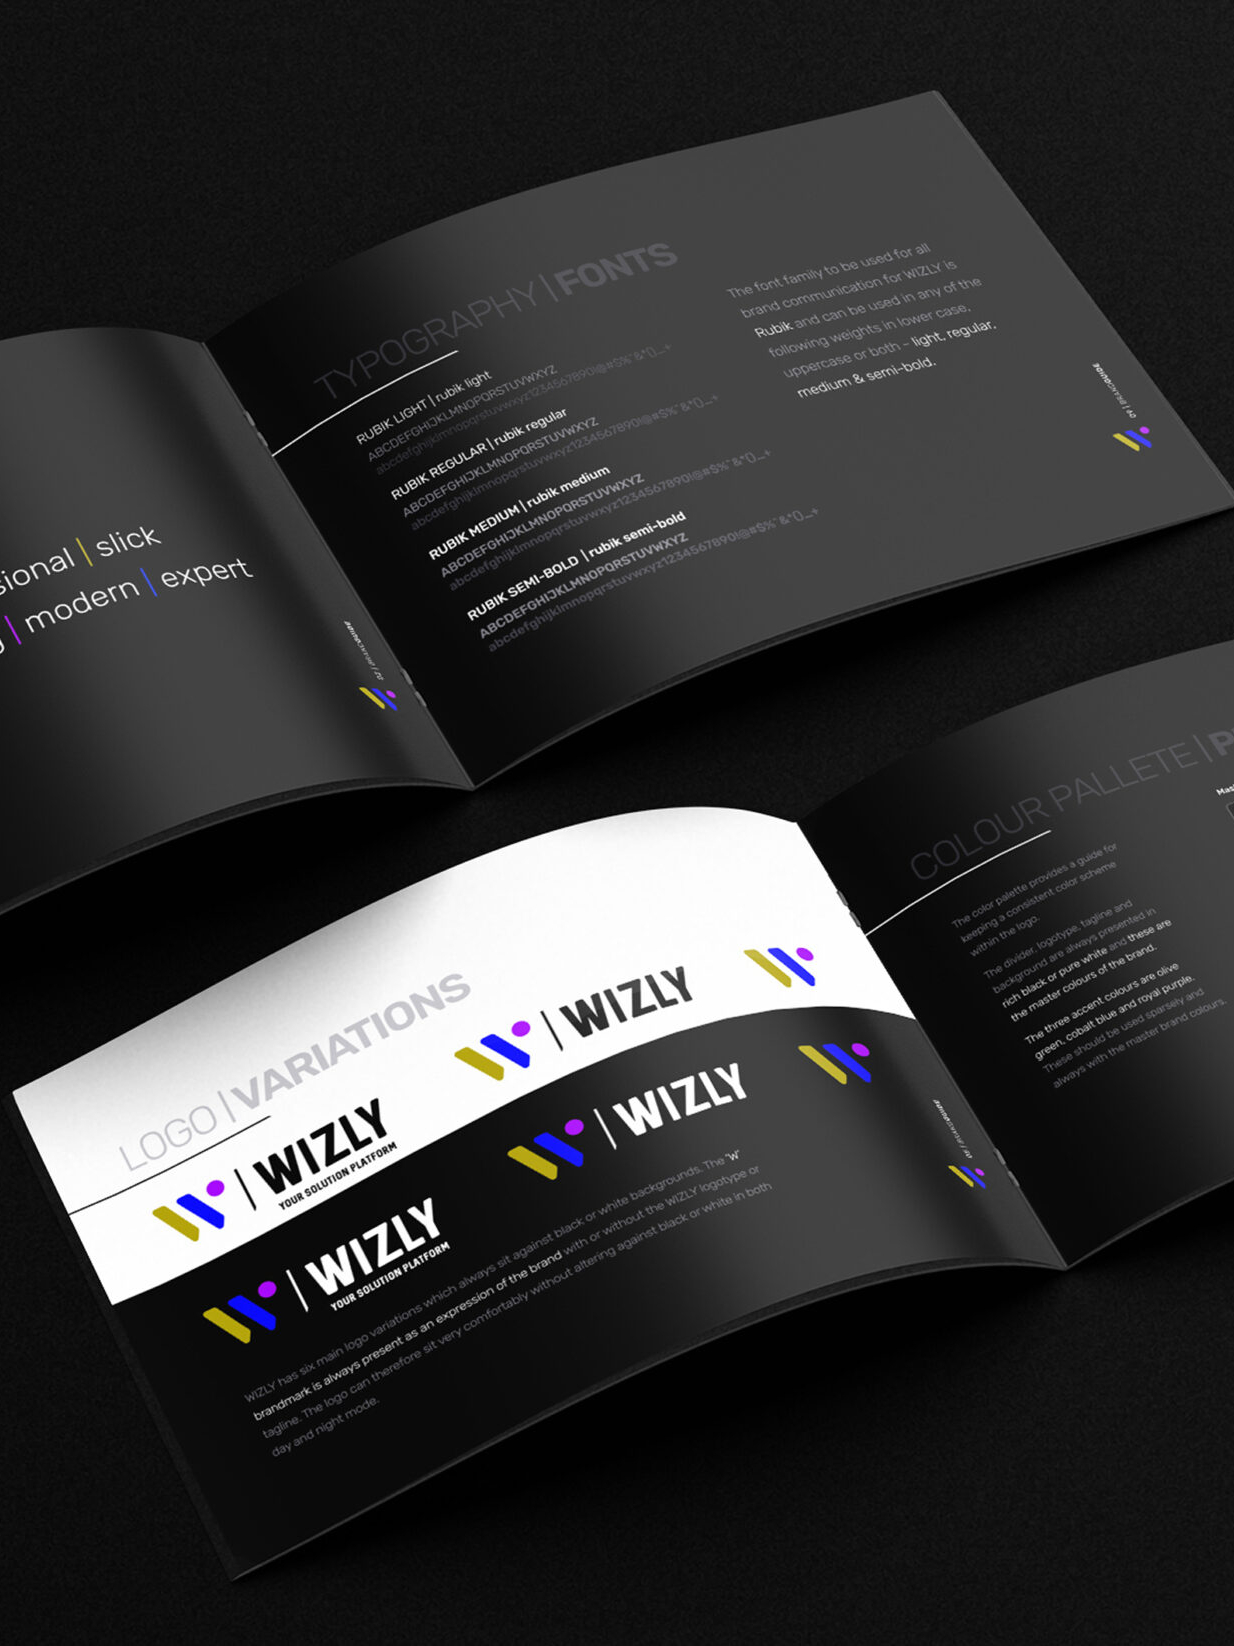 sional | slick
| modern | expert
02 | BRANDGUIDE
TYPOGRAPHY | FONTS
RUBIK LIGHT | rubik light
ABCDEFGHIJKLMNOPQRSTUVWXYZ
abcdefghijklmnopqrstuvwxyz1234567890!@#$%^&*()_+
RUBIK REGULAR | rubik regular
ABCDEFGHIJKLMNOPQRSTUVWXYZ
abcdefghijklmnopqrstuvwxyz1234567890!@#$%^&*()_+
RUBIK MEDIUM | rubik medium
ABCDEFGHIJKLMNOPQRSTUVWXYZ
abcdefghijklmnopqrstuvwxyz1234567890!@#$%^&*()_+
RUBIK SEMI-BOLD | rubik semi-bold
ABCDEFGHIJKLMNOPQRSTUVWXYZ
abcdefghijklmnopqrstuvwxyz1234567890!@#$%^&*()_+
The font family to be used for all
brand communication for WIZLY is
Rubik and can be used in any of the
following weights in lower case,
uppercase or both - light, regular,
medium & semi-bold.
09 | BRANDGUIDE
LOGO | VARIATIONS
WIZLY
YOUR SOLUTION PLATFORM
WIZLY
WIZLY
YOUR SOLUTION PLATFORM
WIZLY
WIZLY has six main logo variations which always sit against black or white backgrounds. The "W"
brandmark is always present as an expression of the brand with or without the WIZLY logotype or
tagline. The logo can therefore sit very comfortably without altering against black or white in both
day and night mode.
BRANDGUIDE
COLOUR PALLETE | P
Mas
The color palette provides a guide for
keeping a consistent color scheme
within the logo.
The divider, logotype, tagline and
background are always presented in
rich black or pure white and these are
the master colours of the brand.
The three accent colours are olive
green, cobalt blue and royal purple.
These should be used sparsely and
always with the master brand colours.